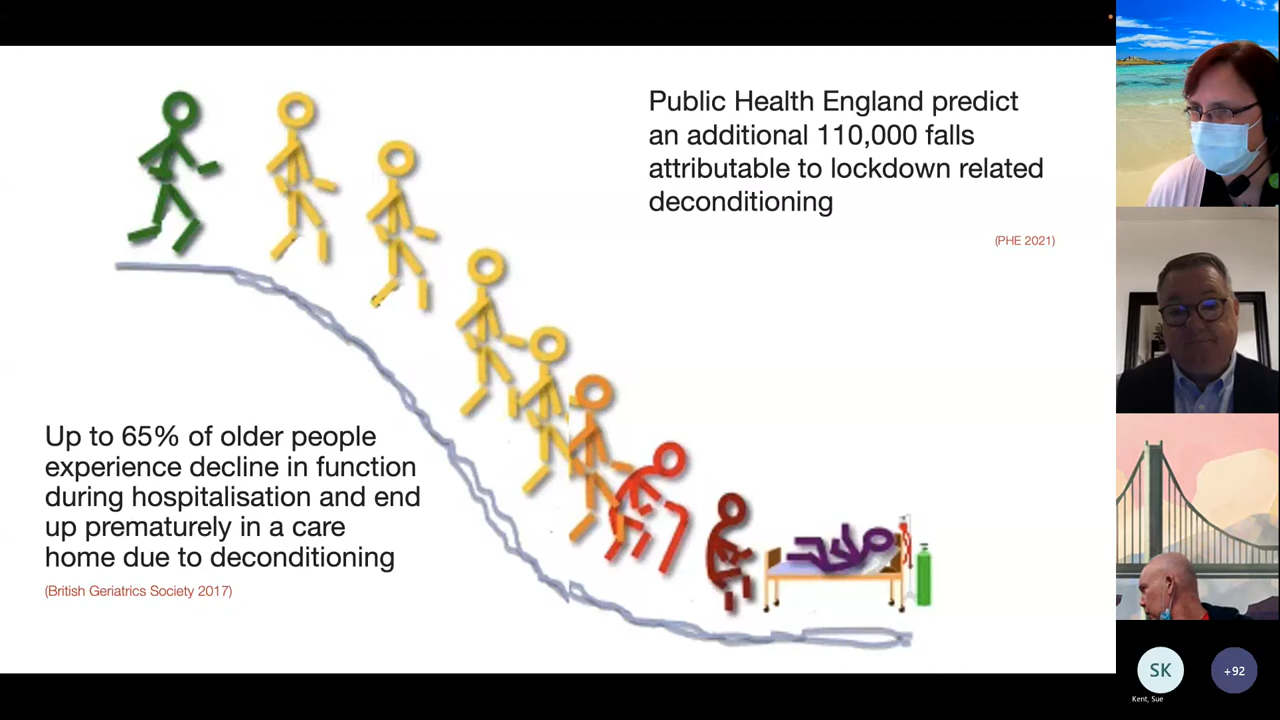 Public Health England predict
an additional 110,000 falls
attributable to lockdown related
deconditioning
(PHE 2021)
Up to 65% of older people
experience decline in function
during hospitalisation and end
up prematurely in a care
home due to deconditioning
(British Geriatrics Society 2017)
SK
+92
Kent, Sue